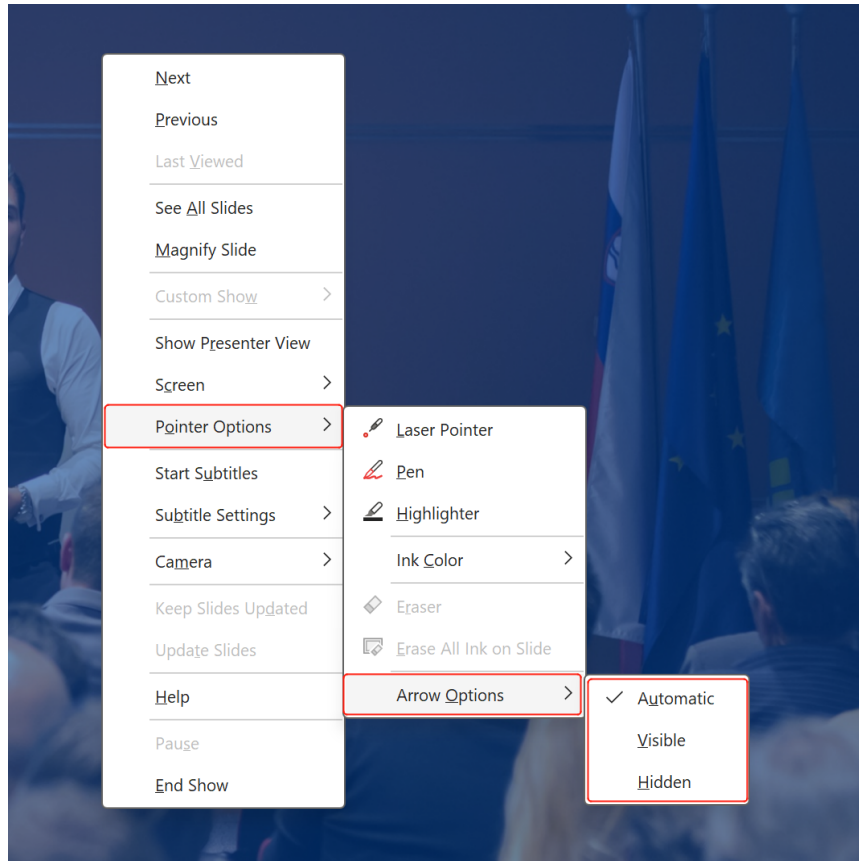 Next
Previous
Last Viewed
See All Slides
Magnify Slide
Custom Show
Show Presenter View
Screen
Pointer Options
Start Subtitles
Subtitle Settings
Camera
Keep Slides Updated
Update Slides
Help
Pause
End Show
Laser Pointer
Pen
Highlighter
Ink Color
Eraser
Erase All Ink on Slide
Arrow Options
Automatic
Visible
Hidden